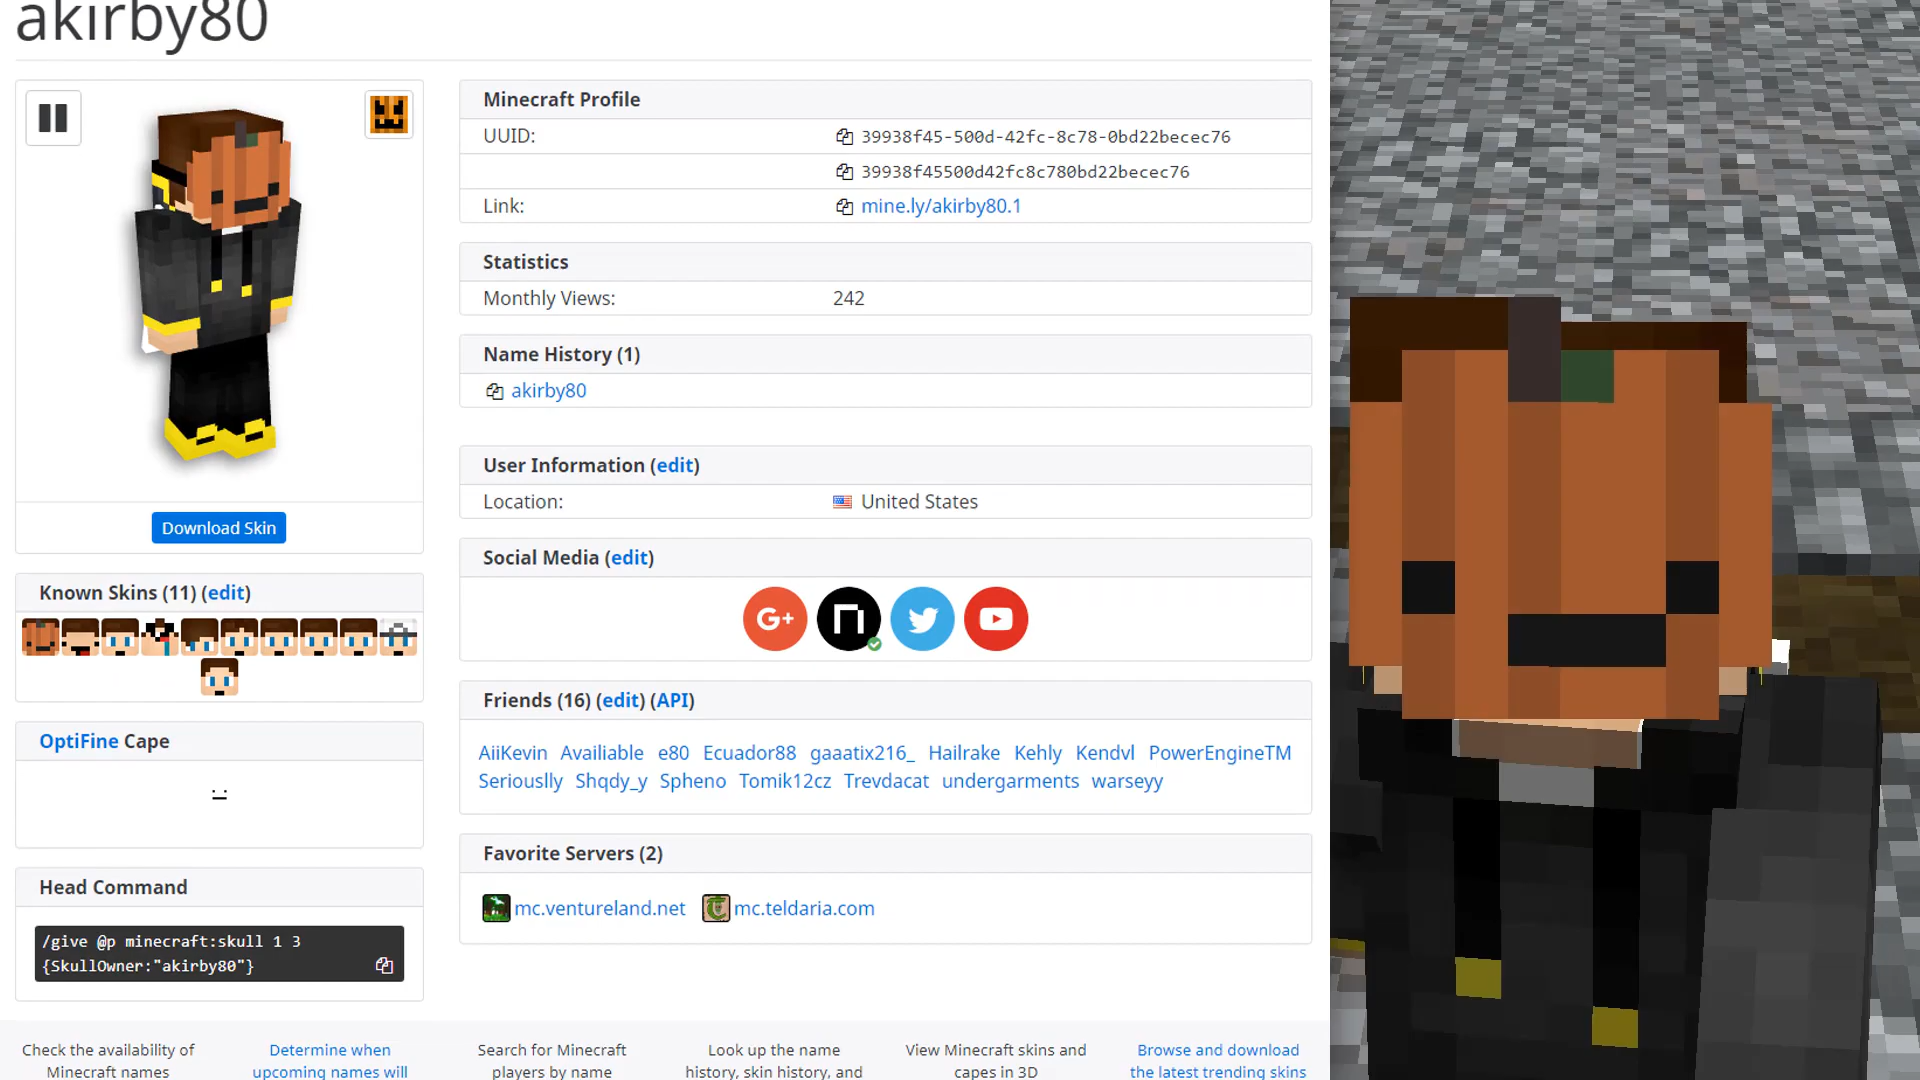 akirby80
Download Skin
Known Skins (11) (edit)
OptiFine Cape
Head Command
/give @p minecraft:skull 1 3
{SkullOwner:"akirby80"}
Minecraft Profile
UUID: 39938f45-500d-42fc-8c78-0bd22becec76
39938f45500d42fc8c780bd22becec76
Link: mine.ly/akirby80.1
Statistics
Monthly Views: 242
Name History (1)
akirby80
User Information (edit)
Location: United States
Social Media (edit)
G+
Friends (16) (edit) (API)
AiiKevin Availiable e80 Ecuador88 gaaatix216_ Hailrake Kehly Kendvl PowerEngineTM
Seriouslly Shqdy_y Spheno Tomik12cz Trevdacat undergarments warseyy
Favorite Servers (2)
mc.ventureland.net mc.teldaria.com
Check the availability of
Minecraft names
Determine when
upcoming names will
Search for Minecraft
players by name
Look up the name
history, skin history, and
View Minecraft skins and
capes in 3D
Browse and download
the latest trending skins